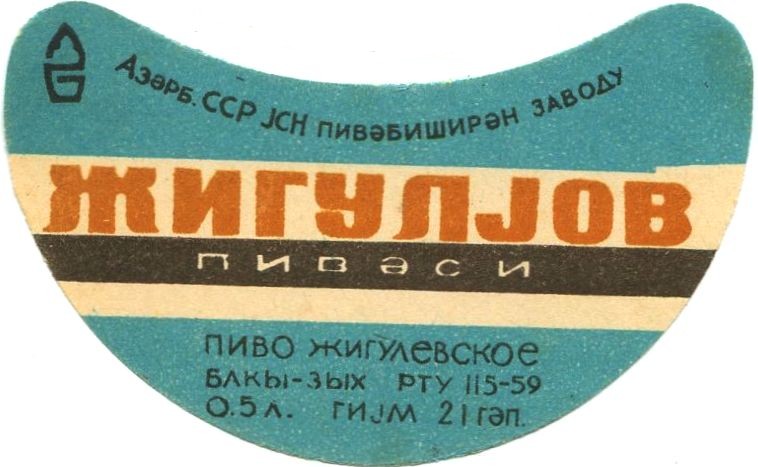 Азәрб. ССР ЈСН пивәбиширән заводу
ЖИГУЛЈОВ
пивәси
ПИВО ЖИГУЛЕВСКОЕ
БАКЫ-ЗЫХ РТУ 115-59
0.5 л. ГИЈМ 21 гәп.